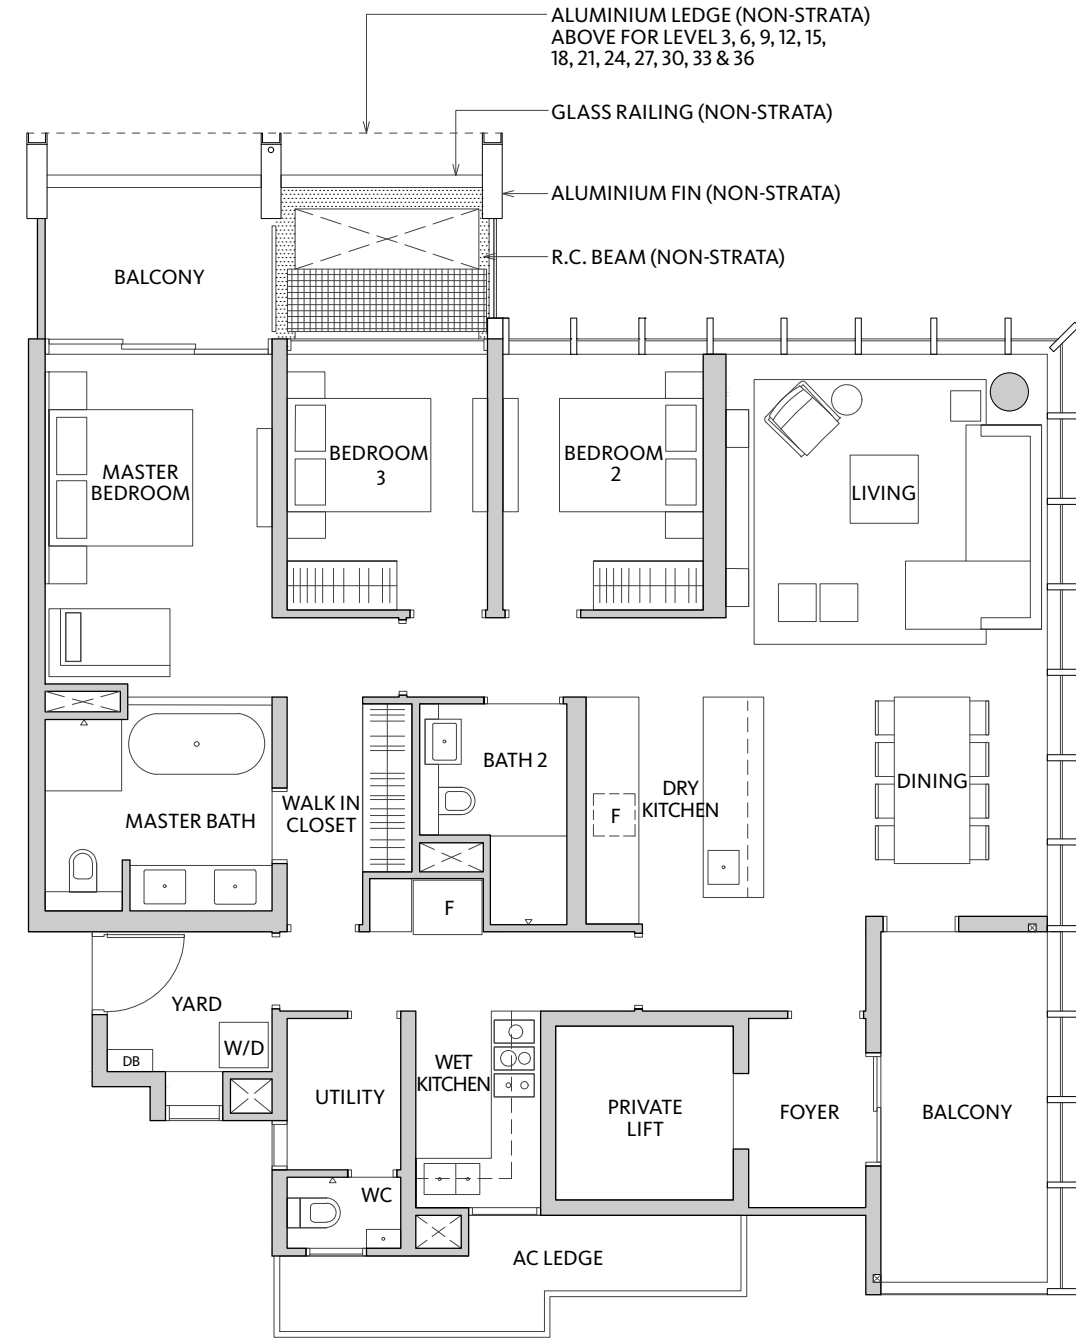 ALUMINIUM LEDGE (NON-STRATA)
ABOVE FOR LEVEL 3, 6, 9, 12, 15,
18, 21, 24, 27, 30, 33 & 36
GLASS RAILING (NON-STRATA)
ALUMINIUM FIN (NON-STRATA)
R.C. BEAM (NON-STRATA)
BALCONY
MASTER
BEDROOM
BEDROOM
3
BEDROOM
2
LIVING
MASTER BATH
WALK IN
CLOSET
BATH 2
F
DRY
KITCHEN
DINING
F
YARD
DB
W/D
UTILITY
WET
KITCHEN
PRIVATE
LIFT
FOYER
BALCONY
WC
AC LEDGE